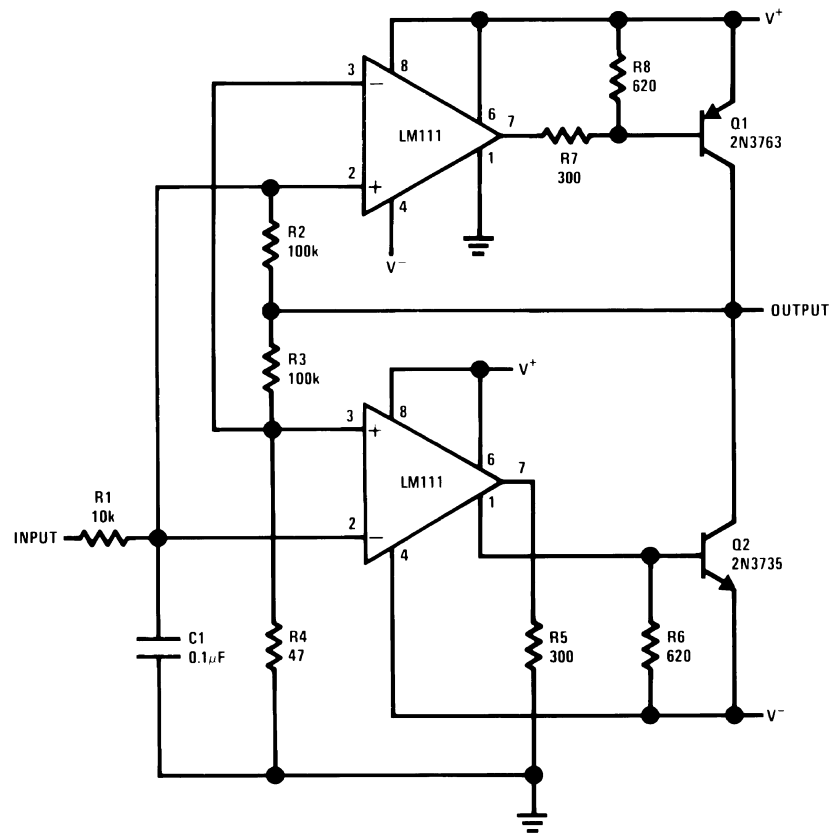 V+
8
3
−
R8
620
6
7
LM111
Q1
2N3763
1
R7
300
2
+
4
R2
100k
V−
OUTPUT
R3
100k
V+
8
3
+
6
7
LM111
R1
10k
1
INPUT
2
−
4
Q2
2N3735
C1
0.1μF
R4
47
R5
300
R6
620
V−